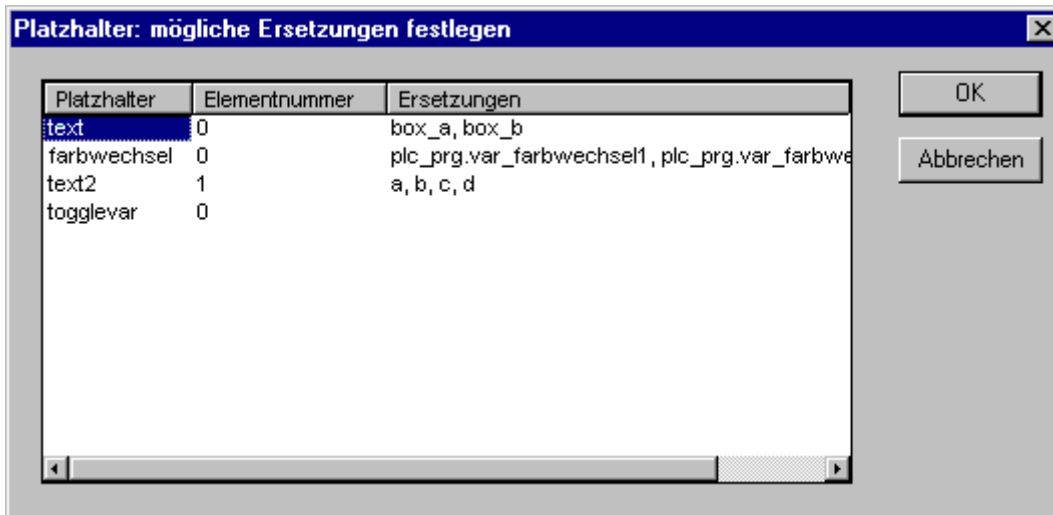 Platzhalter: mögliche Ersetzungen festlegen
Platzhalter Elementnummer Ersetzungen
text 0 box_a, box_b
farbwechsel 0 plc_prg.var_farbwechsel1, plc_prg.var_farbwe
text2 1 a, b, c, d
togglevar 0
OK
Abbrechen